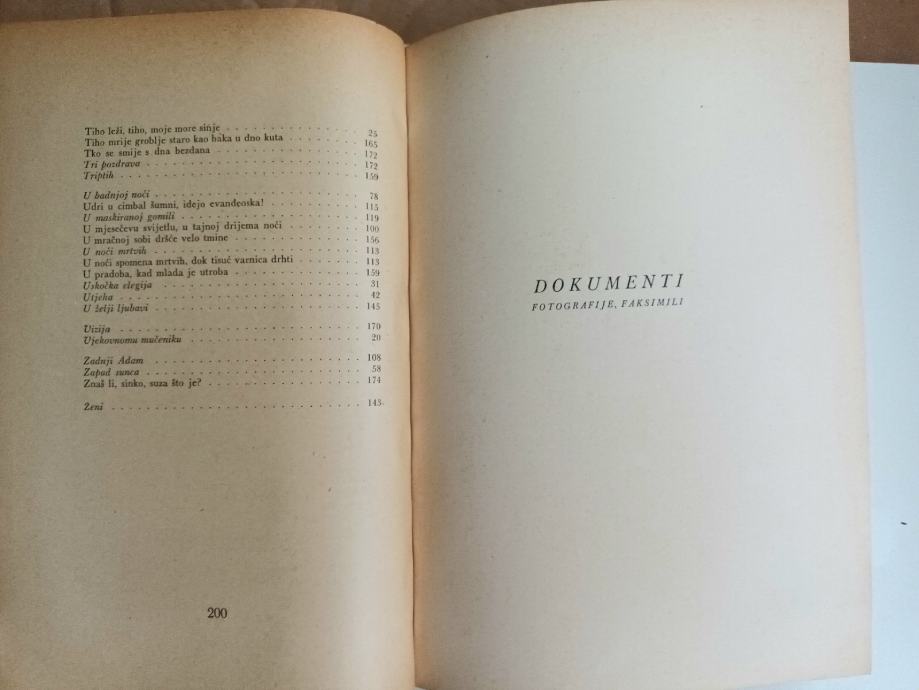 Tiho leži, tiho, moje more sinje . . . . . . . . . . . . . . . 25
Tiho mrije groblje staro kao baka u dno kuta . . . . . . . . 165
Tko se smije s dna bezdana . . . . . . . . . . . . . . . . 172
Tri pozdrava . . . . . . . . . . . . . . . . . . . . . . . 172
Triptih . . . . . . . . . . . . . . . . . . . . . . . . . 159
U badnjoj noći . . . . . . . . . . . . . . . . . . . . . . 78
Udri u cimbal šumni, idejo evanđeoska! . . . . . . . . . . 115
U maskiranoj gomili . . . . . . . . . . . . . . . . . . . 119
U mjesečevu svijetlu, u tajnoj drijema noći . . . . . . . . 100
U mračnoj sobi dršće velo tmine . . . . . . . . . . . . . 156
U noći mrtvih . . . . . . . . . . . . . . . . . . . . . . 113
U noći spomena mrtvih, dok tisuć varnica drhti . . . . . . . 113
U pradoba, kad mlada je utroba . . . . . . . . . . . . . . 159
Uskočka elegija . . . . . . . . . . . . . . . . . . . . . 31
Utjeha . . . . . . . . . . . . . . . . . . . . . . . . . 42
U želji ljubavi . . . . . . . . . . . . . . . . . . . . . 145
Vizija . . . . . . . . . . . . . . . . . . . . . . . . . 170
Vjekovnomu mučeniku . . . . . . . . . . . . . . . . . . . 20
Zadnji Adam . . . . . . . . . . . . . . . . . . . . . . . 108
Zapad sunca . . . . . . . . . . . . . . . . . . . . . . . 58
Znaš li, sinko, suza što je? . . . . . . . . . . . . . . . . 174
Ženi . . . . . . . . . . . . . . . . . . . . . . . . . . 143
200
DOKUMENTI
FOTOGRAFIJE, FAKSIMILI